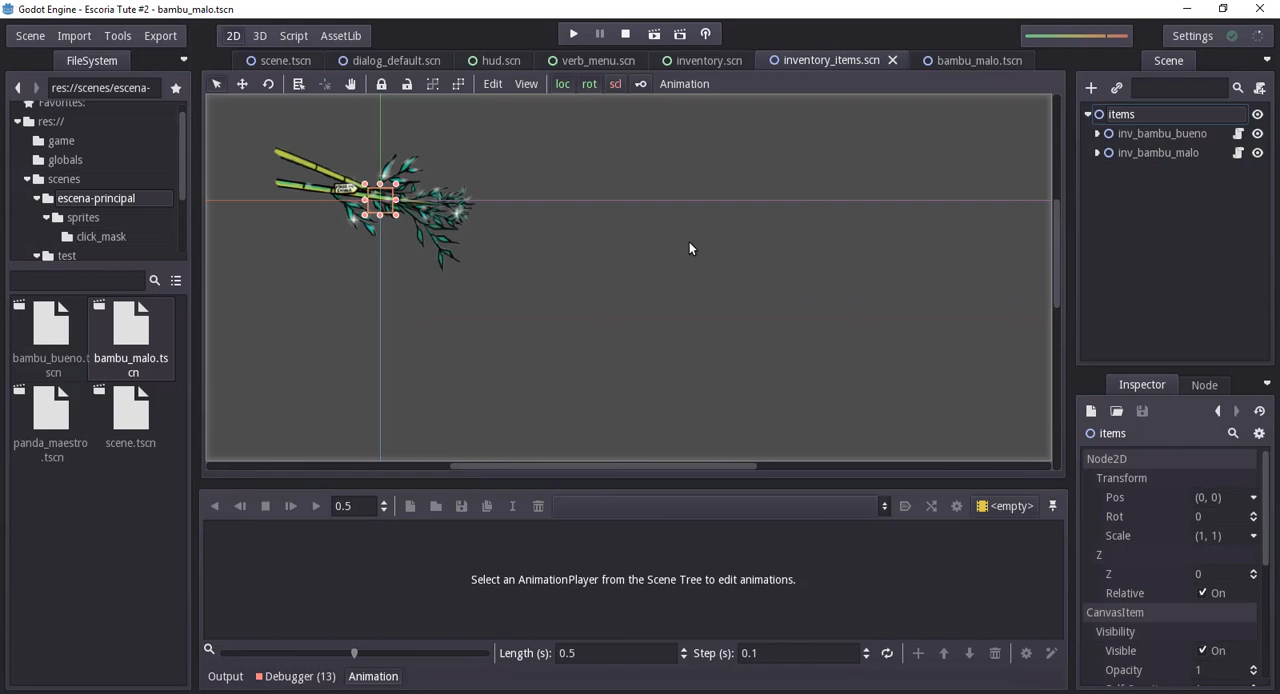 Godot Engine - Escoria Tute #2 - bambu_malo.tscn
Scene Import Tools Export
2D 3D Script AssetLib
Settings
FileSystem
scene.tscn dialog_default.scn hud.scn verb_menu.scn inventory.scn inventory_items.scn bambu_malo.tscn
Scene
res://scenes/escena-
Edit View loc rot scl Animation
Favorites:
res://
game
globals
scenes
escena-principal
sprites
click_mask
test
items
inv_bambu_bueno
inv_bambu_malo
bambu_bueno.t
scn
bambu_malo.ts
cn
panda_maestro
.tscn
scene.tscn
Inspector Node
items
Node2D
Transform
Pos (0, 0)
Rot 0
Scale (1, 1)
Z
Z 0
Relative On
CanvasItem
Visibility
Visible On
Opacity 1
0.5
<empty>
Select an AnimationPlayer from the Scene Tree to edit animations.
Length (s): 0.5 Step (s): 0.1
Output Debugger (13) Animation